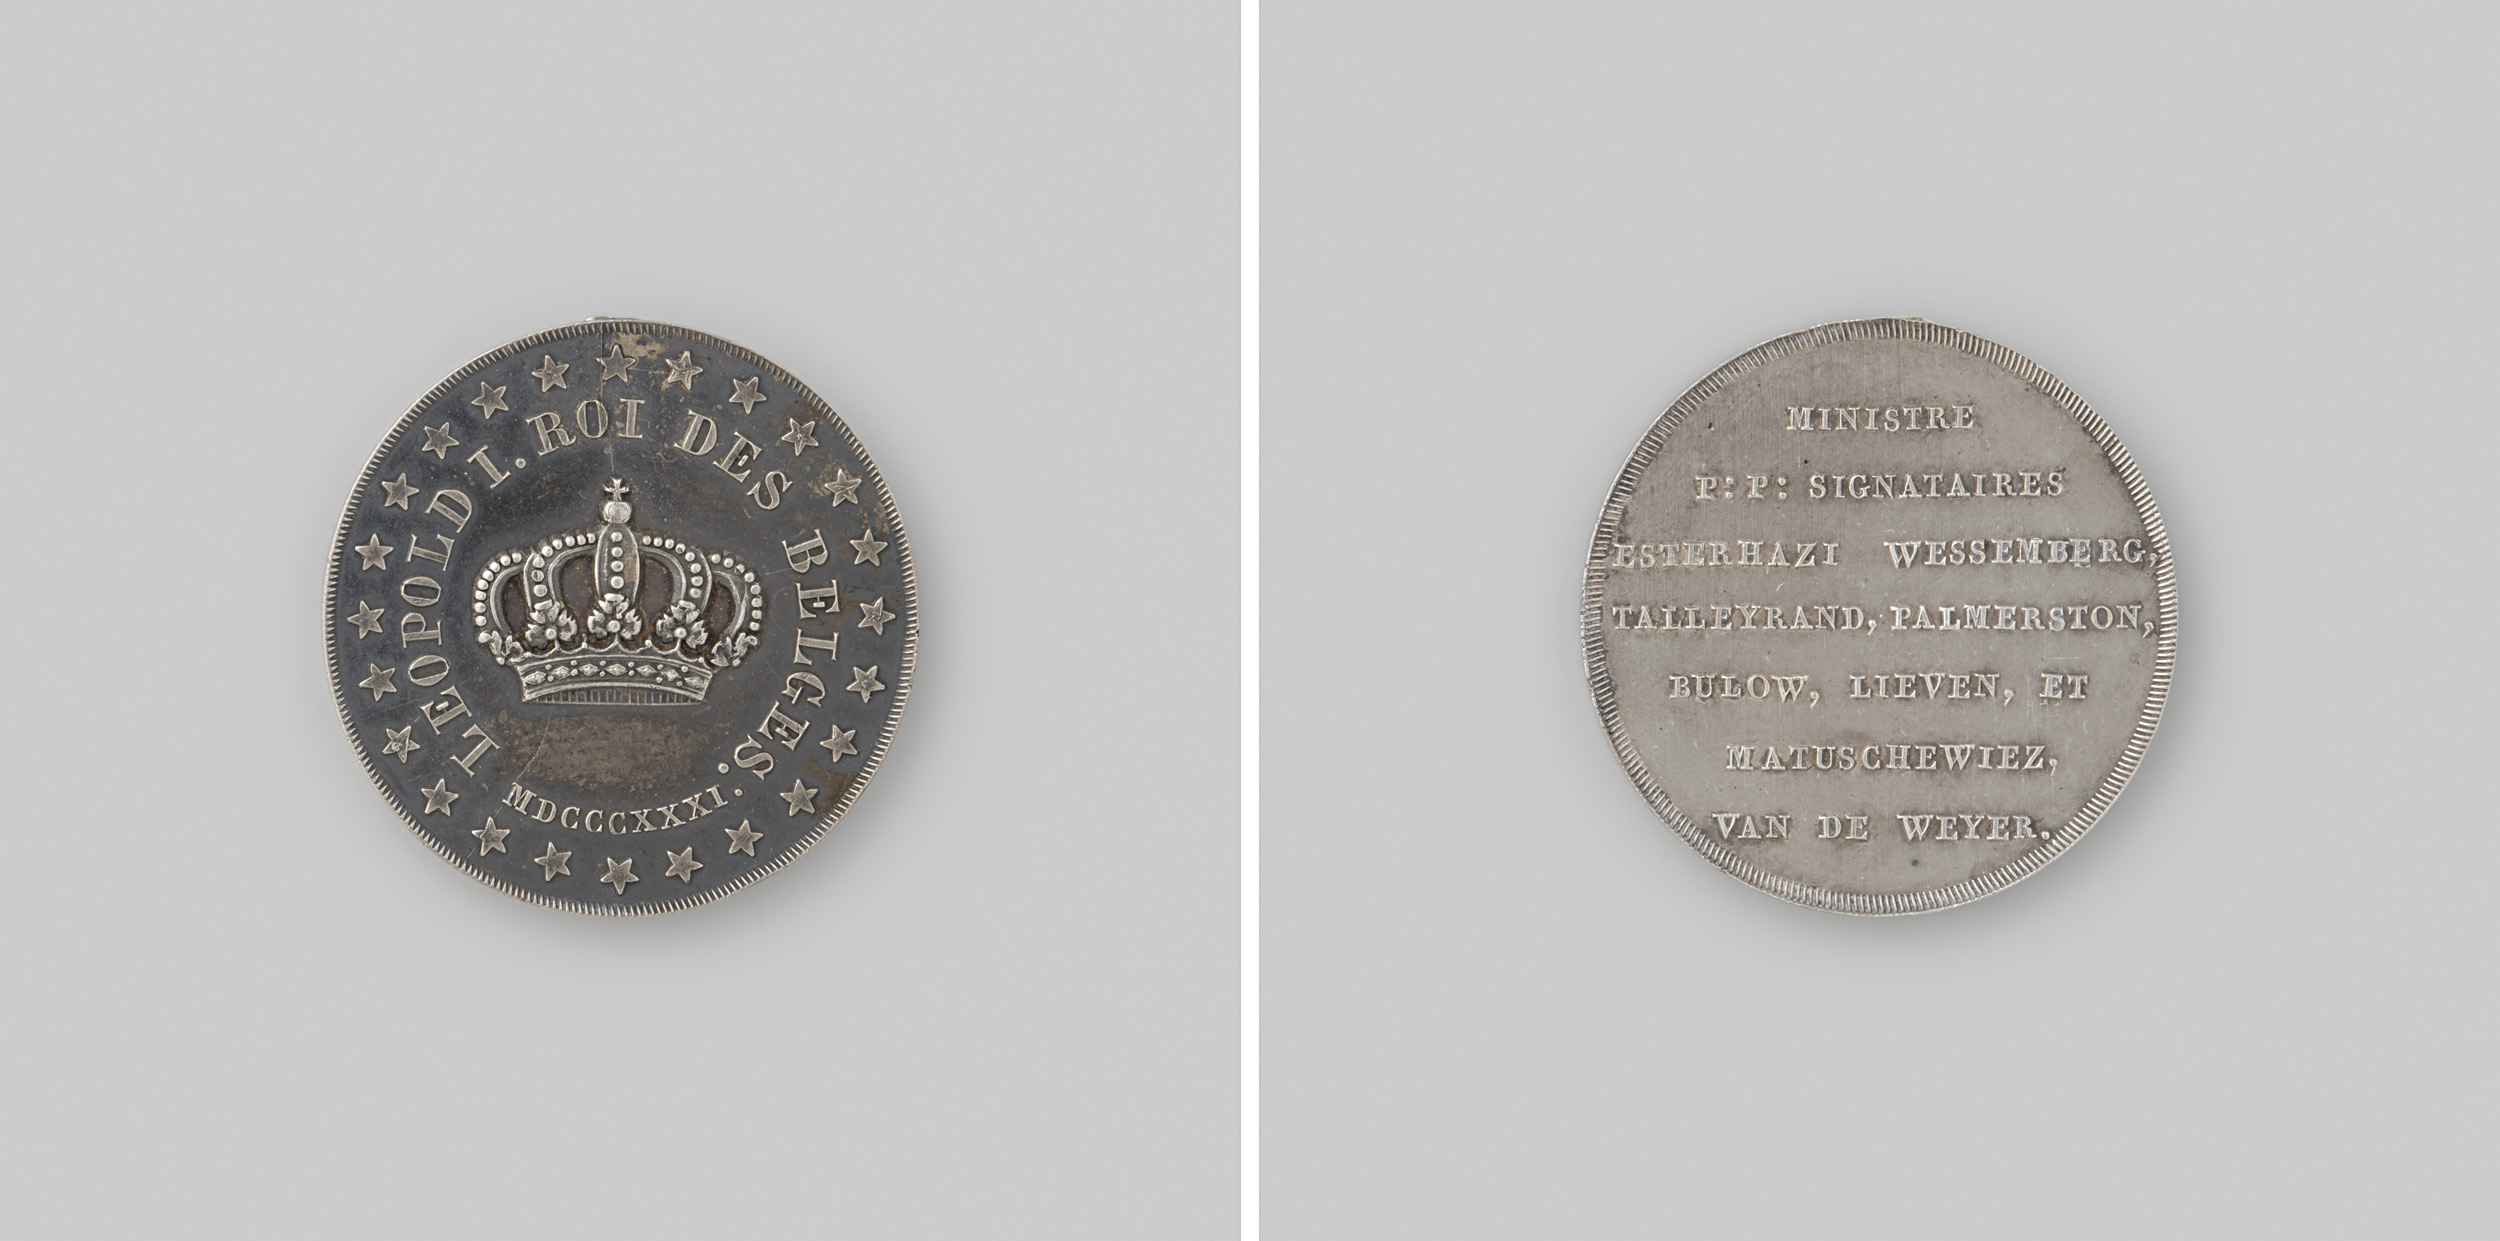 LEOPOLD I. ROI DES BELGES.
MDCCCXXXI.
MINISTRE
P: P: SIGNATAIRES
ESTERHAZI WESSEMBERG,
TALLEYRAND, PALMERSTON,
BULOW, LIEVEN, ET
MATUSCHEWIEZ,
VAN DE WEYER.